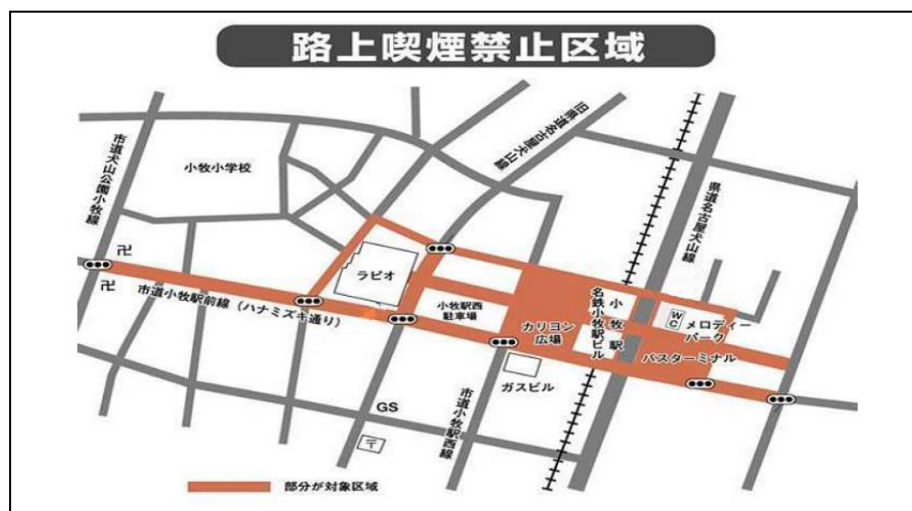 路上喫煙禁止区域
市道犬山公園小牧線
小牧小学校
旧県道名古屋犬山線
県道名古屋犬山線
卍
卍
ラピオ
市道小牧駅前線(ハナミズキ通り)
小牧駅西
駐車場
カリヨン
広場
名鉄小牧駅ビル
小牧駅
WC
メロディー
パーク
バスターミナル
ガスビル
市道小牧駅西線
GS
〒
部分が対象区域